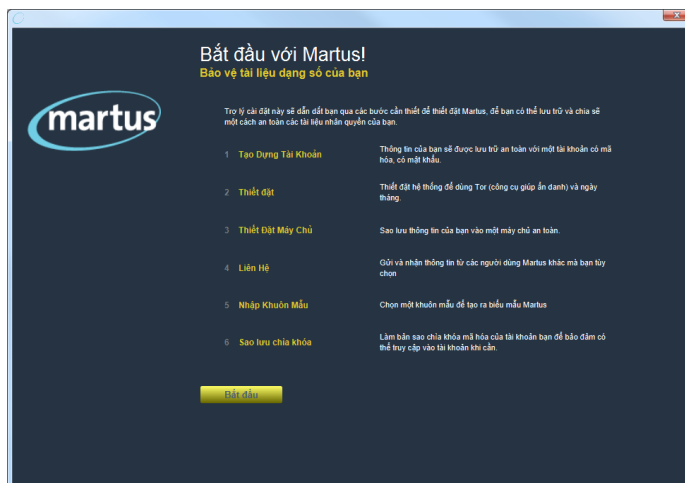 Bắt đầu với Martus!
Bảo vệ tài liệu dạng số của bạn
martus
Trợ lý cài đặt này sẽ dẫn dắt bạn qua các bước cần thiết để thiết đặt Martus, để bạn có thể lưu trữ và chia sẽ
một cách an toàn các tài liệu nhân quyền của bạn.
1 Tạo Dựng Tài Khoản
Thông tin của bạn sẽ được lưu trữ an toàn với một tài khoản có mã
hóa, có mật khẩu.
2 Thiết đặt
Thiết đặt hệ thống để dùng Tor (công cụ giúp ẩn danh) và ngày
tháng.
3 Thiết Đặt Máy Chủ
Sao lưu thông tin của bạn vào một máy chủ an toàn.
4 Liên Hệ
Gửi và nhận thông tin từ các người dùng Martus khác mà bạn tùy
chọn
5 Nhập Khuôn Mẫu
Chọn một khuôn mẫu để tạo ra biểu mẫu Martus
6 Sao lưu chìa khóa
Làm bản sao chìa khóa mã hóa của tài khoản bạn để bảo đảm có
thể truy cập vào tài khoản khi cần.
Bắt đầu